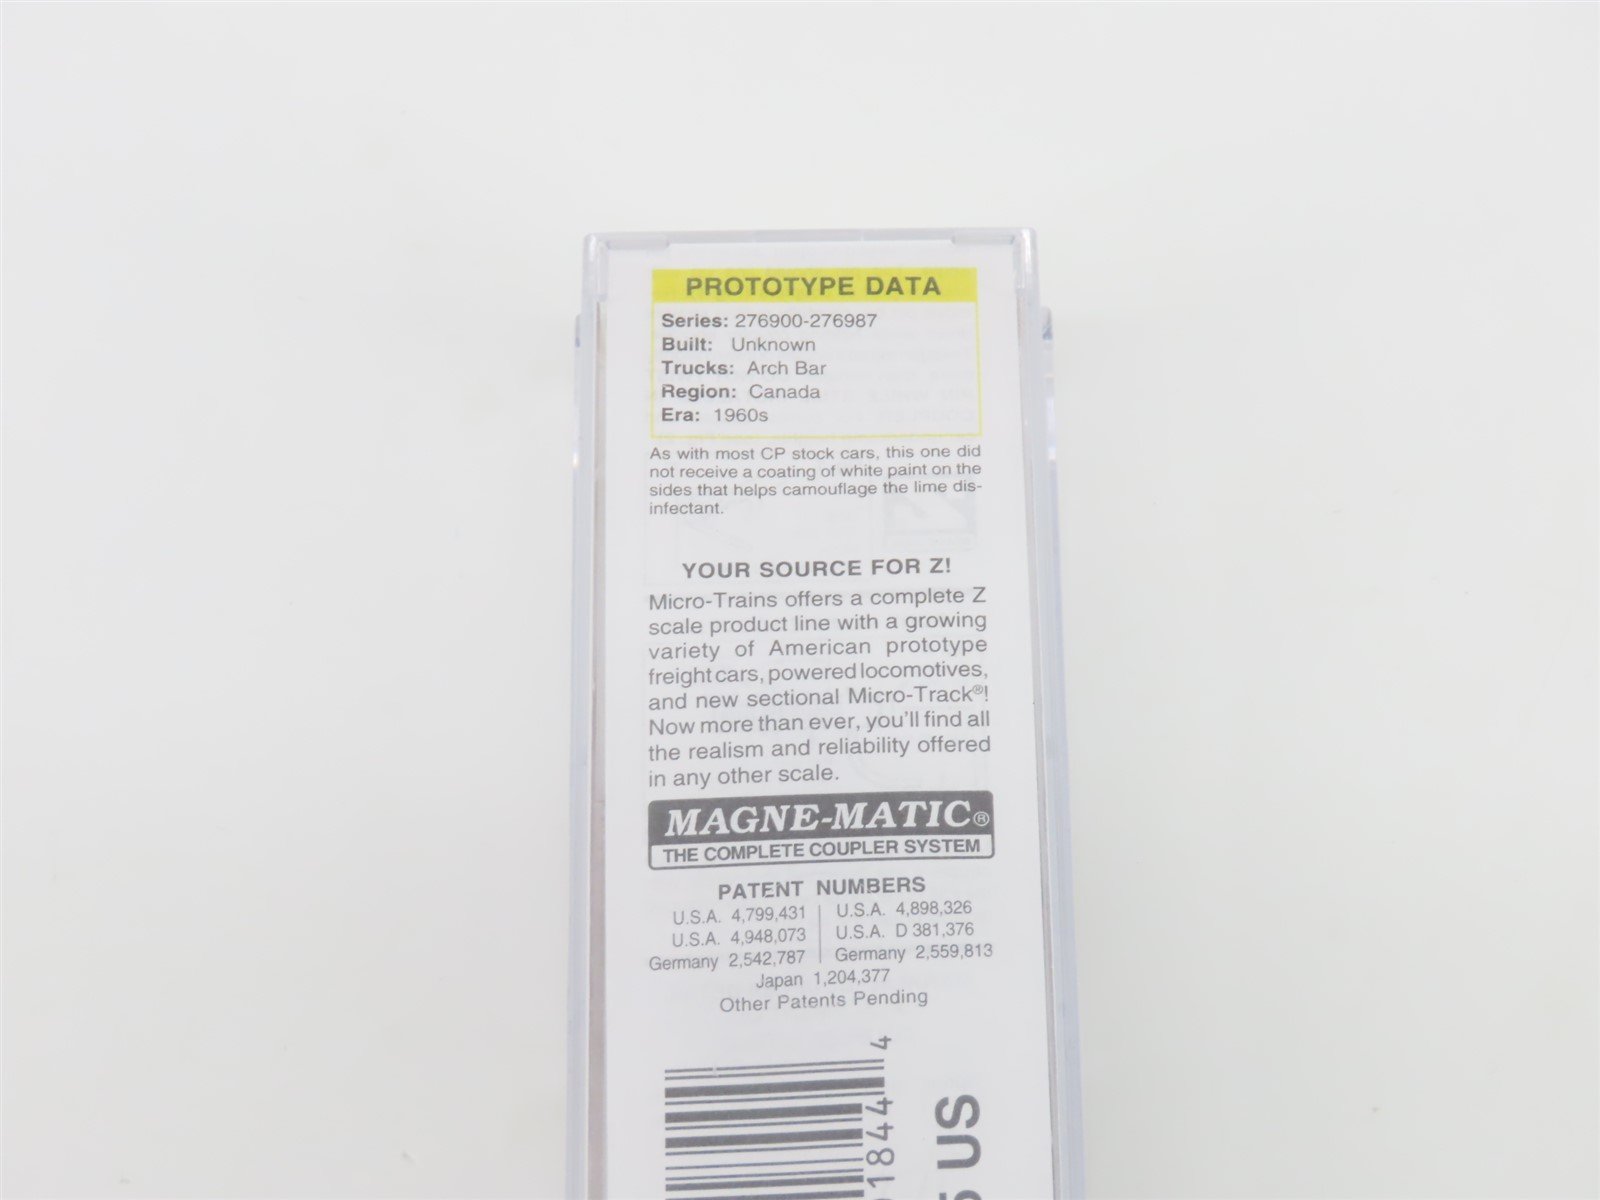 PROTOTYPE DATA
Series: 276900-276987
Built: Unknown
Trucks: Arch Bar
Region: Canada
Era: 1960s
As with most CP stock cars, this one did
not receive a coating of white paint on the
sides that helps camouflage the lime dis-
infectant.
YOUR SOURCE FOR Z!
Micro-Trains offers a complete Z
scale product line with a growing
variety of American prototype
freight cars, powered locomotives,
and new sectional Micro-Track®!
Now more than ever, you'll find all
the realism and reliability offered
in any other scale.
MAGNE-MATIC®
THE COMPLETE COUPLER SYSTEM
PATENT NUMBERS
U.S.A. 4,799,431 U.S.A. 4,898,326
U.S.A. 4,948,073 U.S.A. D 381,376
Germany 2,542,787 Germany 2,559,813
Japan 1,204,377
Other Patents Pending
1844 4
US